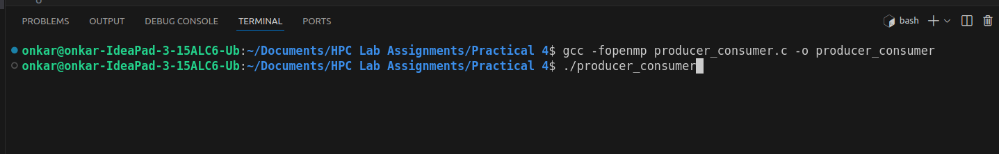 PROBLEMS OUTPUT DEBUG CONSOLE TERMINAL PORTS bash
onkar@onkar-IdeaPad-3-15ALC6-Ub:~/Documents/HPC Lab Assignments/Practical 4$ gcc -fopenmp producer_consumer.c -o producer_consumer
onkar@onkar-IdeaPad-3-15ALC6-Ub:~/Documents/HPC Lab Assignments/Practical 4$ ./producer_consumer